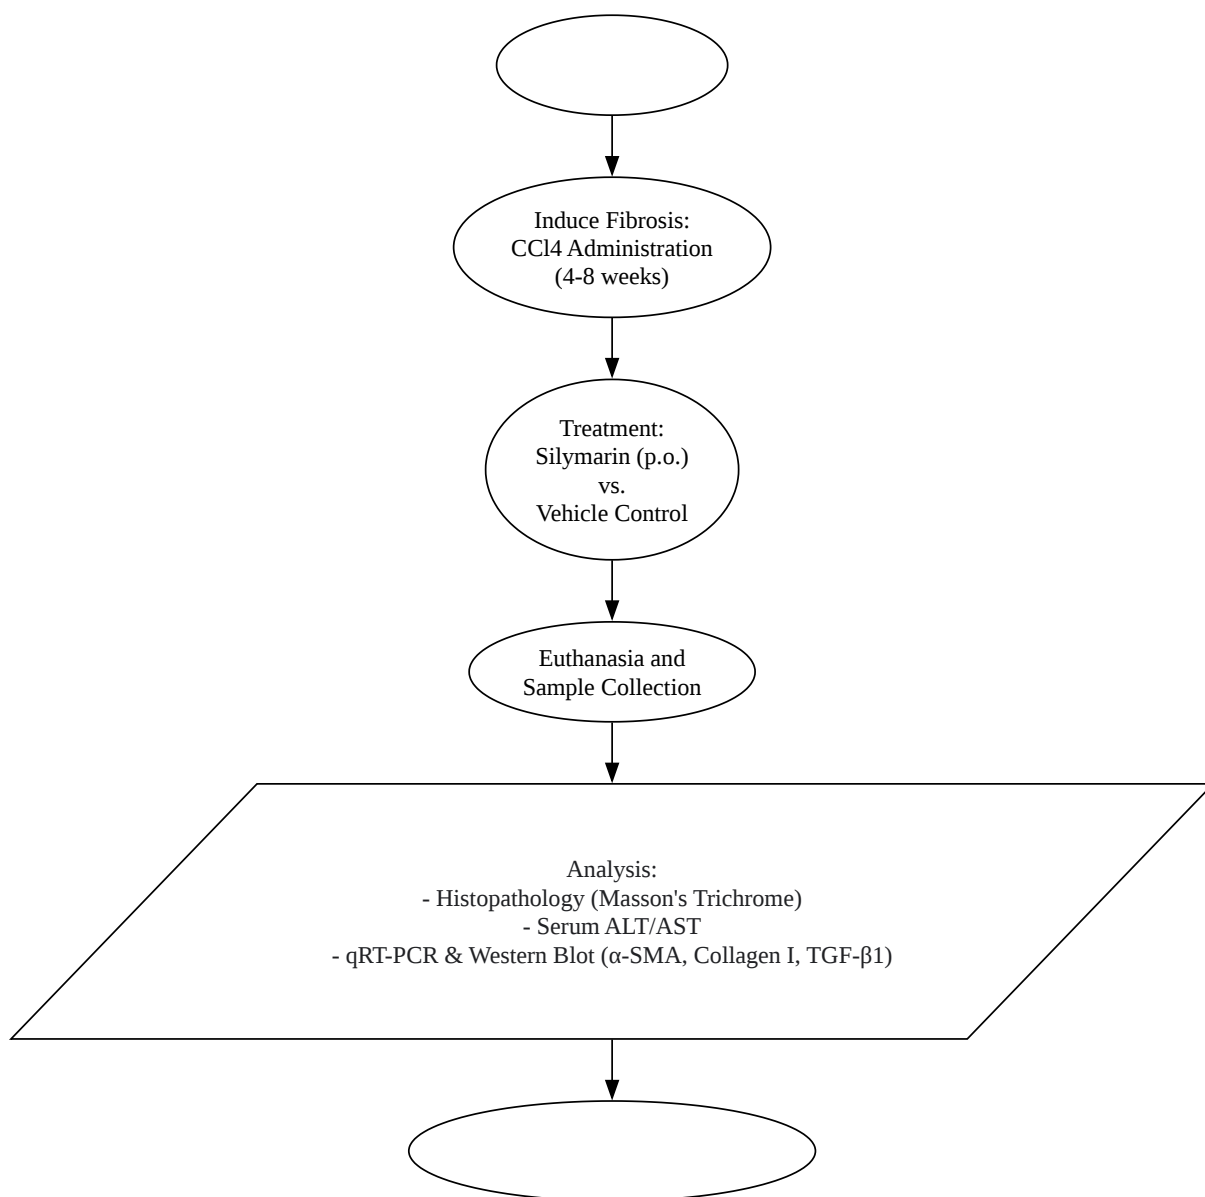 Induce Fibrosis:
CCl4 Administration
(4-8 weeks)
Treatment:
Silymarin (p.o.)
vs.
Vehicle Control
Euthanasia and
Sample Collection
Analysis:
- Histopathology (Masson's Trichrome)
- Serum ALT/AST
- qRT-PCR & Western Blot (α-SMA, Collagen I, TGF-β1)